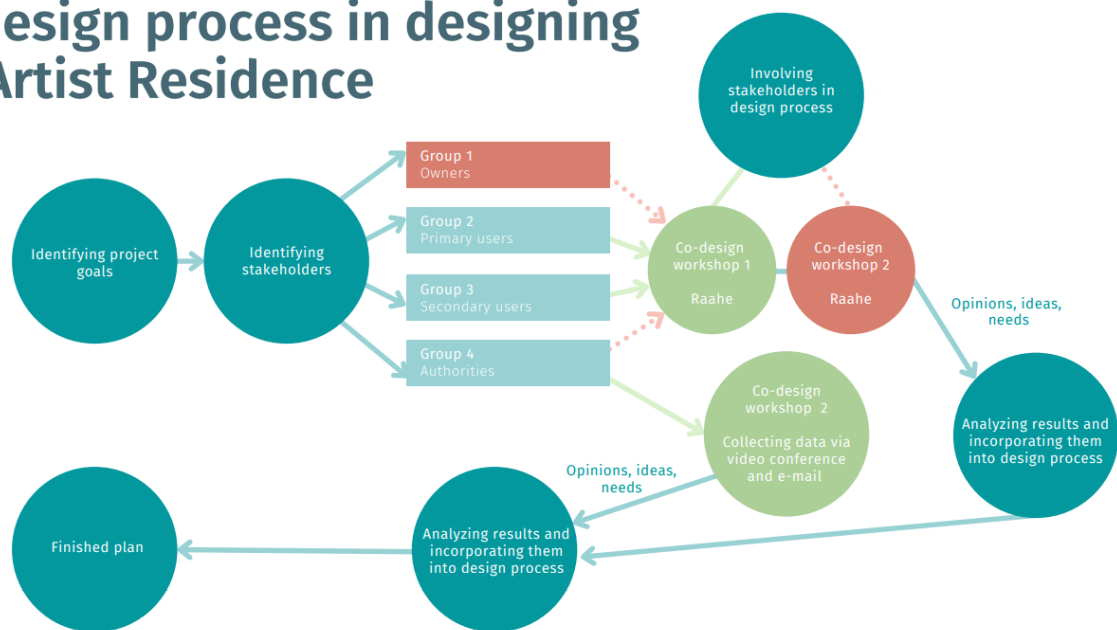 esign process in designing
Artist Residence
Involving
stakeholders in
design process
Identifying project
goals
Identifying
stakeholders
Group 1
Owners
Group 2
Primary users
Group 3
Secondary users
Group 4
Authorities
Co-design
workshop 1
Raahe
Co-design
workshop 2
Raahe
Opinions, ideas,
needs
Analyzing results and
incorporating them
into design process
Co-design
workshop 2
Collecting data via
video conference
and e-mail
Opinions, ideas,
needs
Analyzing results and
incorporating them
into design process
Finished plan